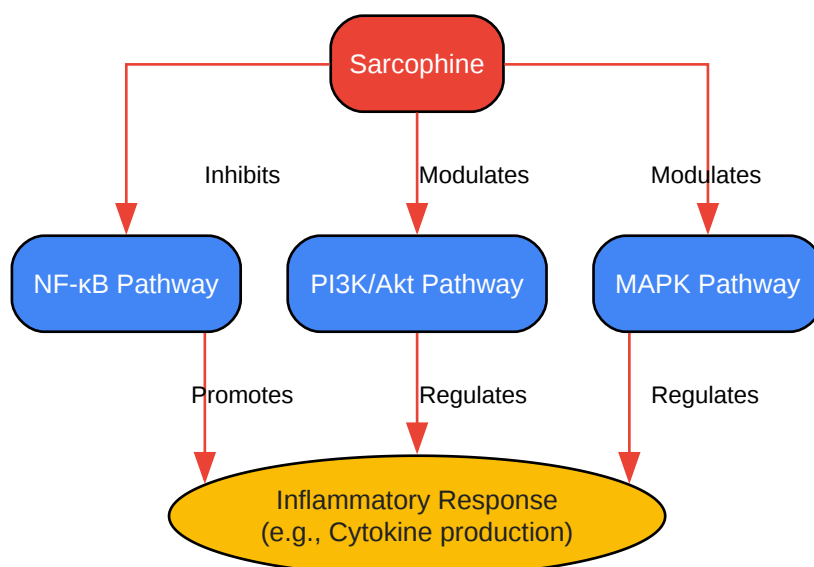 Sarcophine
Inhibits
Modulates
Modulates
NF-κB Pathway
PI3K/Akt Pathway
MAPK Pathway
Promotes
Regulates
Regulates
Inflammatory Response
(e.g., Cytokine production)